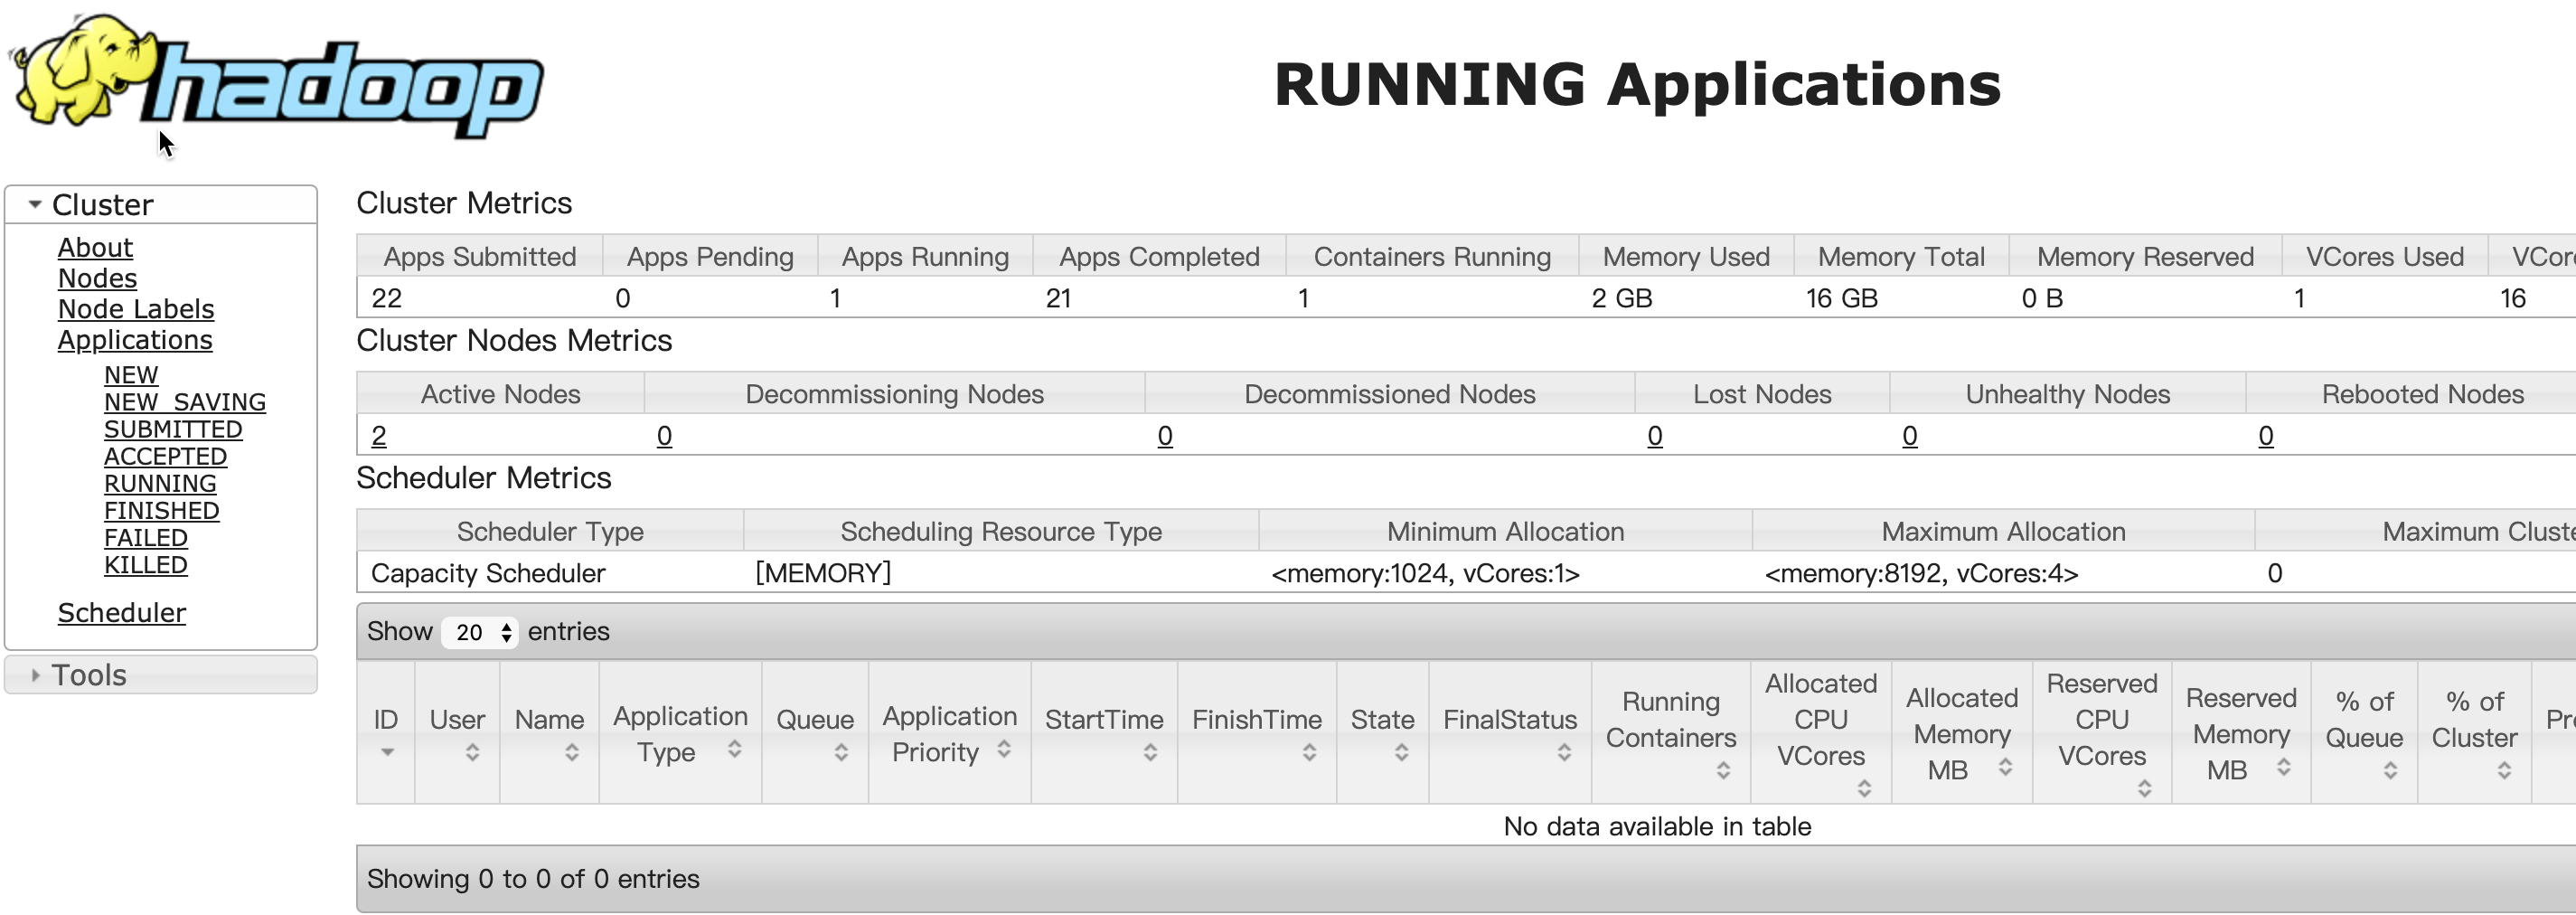 hadoop
RUNNING Applications
Cluster
About
Nodes
Node Labels
Applications
NEW
NEW_SAVING
SUBMITTED
ACCEPTED
RUNNING
FINISHED
FAILED
KILLED
Scheduler
Tools
Cluster Metrics
Apps Submitted Apps Pending Apps Running Apps Completed Containers Running Memory Used Memory Total Memory Reserved VCores Used
22 0 1 21 1 2 GB 16 GB 0 B 1 16
Cluster Nodes Metrics
Active Nodes Decommissioning Nodes Decommissioned Nodes Lost Nodes Unhealthy Nodes Rebooted Nodes
2 0 0 0 0 0
Scheduler Metrics
Scheduler Type Scheduling Resource Type Minimum Allocation Maximum Allocation Maximum
Capacity Scheduler [MEMORY] <memory:1024, vCores:1> <memory:8192, vCores:4> 0
Show 20 entries
ID User Name Application Type Queue Application Priority StartTime FinishTime State FinalStatus Running Containers Allocated CPU VCores Allocated Memory MB Reserved CPU VCores Reserved Memory MB % of Queue % of Cluster
No data available in table
Showing 0 to 0 of 0 entries